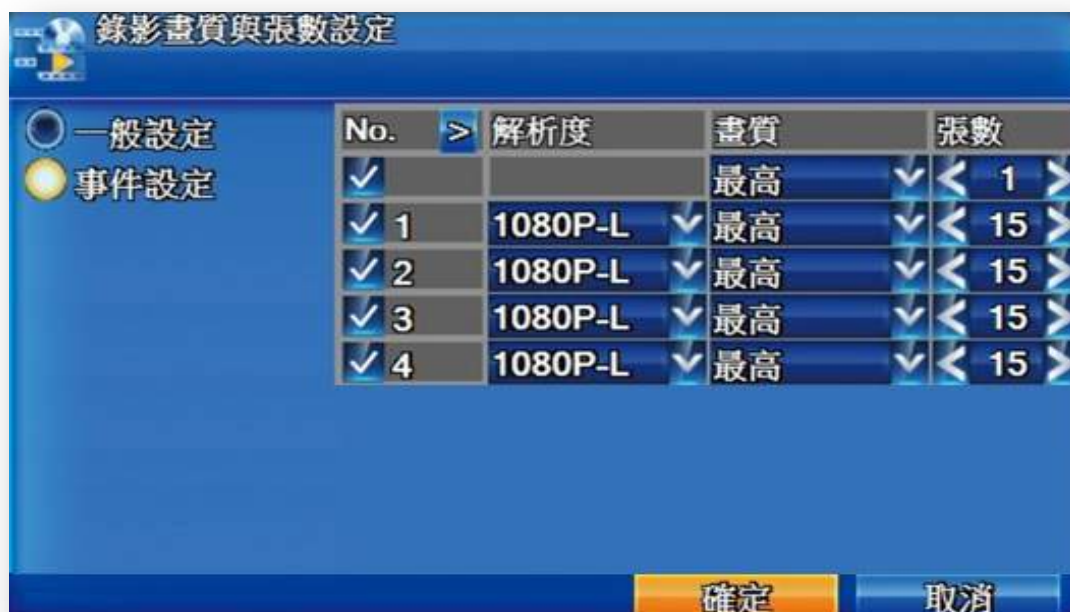 錄影畫質與張數設定
一般設定
事件設定
No. > 解析度 畫質 張數
最高 1
1 1080P-L 最高 15
2 1080P-L 最高 15
3 1080P-L 最高 15
4 1080P-L 最高 15
確定 取消